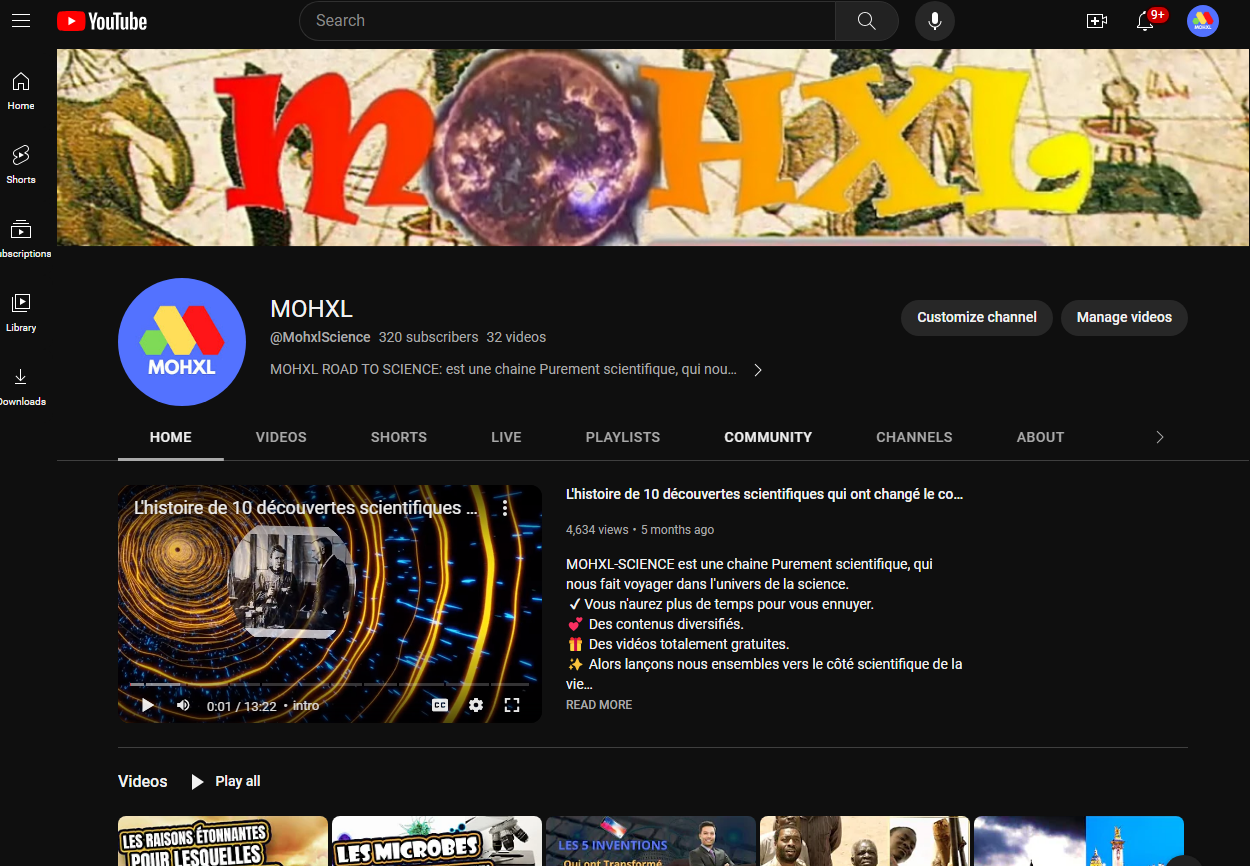 YouTube
Search
9+
Home
Shorts
ubscriptions
Library
Downloads
MOHXL
MOHXL
MOHXL
@MohxlScience 320 subscribers 32 videos
MOHXL ROAD TO SCIENCE: est une chaine Purement scientifique, qui nou...
Customize channel
Manage videos
HOME
VIDEOS
SHORTS
LIVE
PLAYLISTS
COMMUNITY
CHANNELS
ABOUT
L'histoire de 10 découvertes scientifiques ...
0:01 / 13:22 • intro
CC
L'histoire de 10 découvertes scientifiques qui ont changé le co...
4,634 views • 5 months ago
MOHXL-SCIENCE est une chaine Purement scientifique, qui
nous fait voyager dans l'univers de la science.
✓ Vous n'aurez plus de temps pour vous ennuyer.
💕 Des contenus diversifiés.
🎁 Des vidéos totalement gratuites.
✨ Alors lançons nous ensembles vers le côté scientifique de la
vie...
READ MORE
Videos
Play all
LES RAISONS ÉTONNANTES
POUR LESQUELLES
LES MICROBES
LES 5 INVENTIONS
Qui ont Transformé